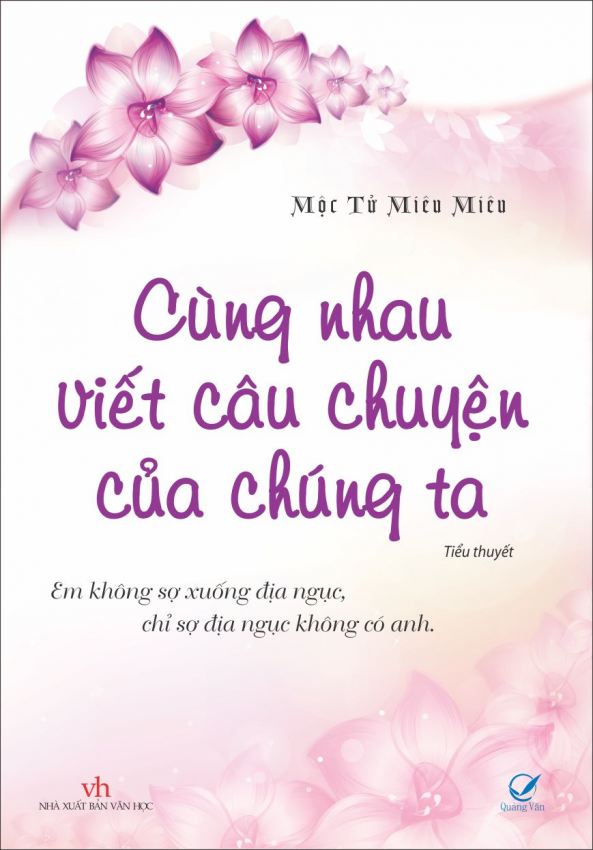 Mộc Tử Miêu Miêu
Cùng nhau
viết câu chuyện
của chúng ta
Tiểu thuyết
Em không sợ xuống địa ngục,
chỉ sợ địa ngục không có anh.
vh
NHÀ XUẤT BẢN VĂN HỌC
Quảng Văn